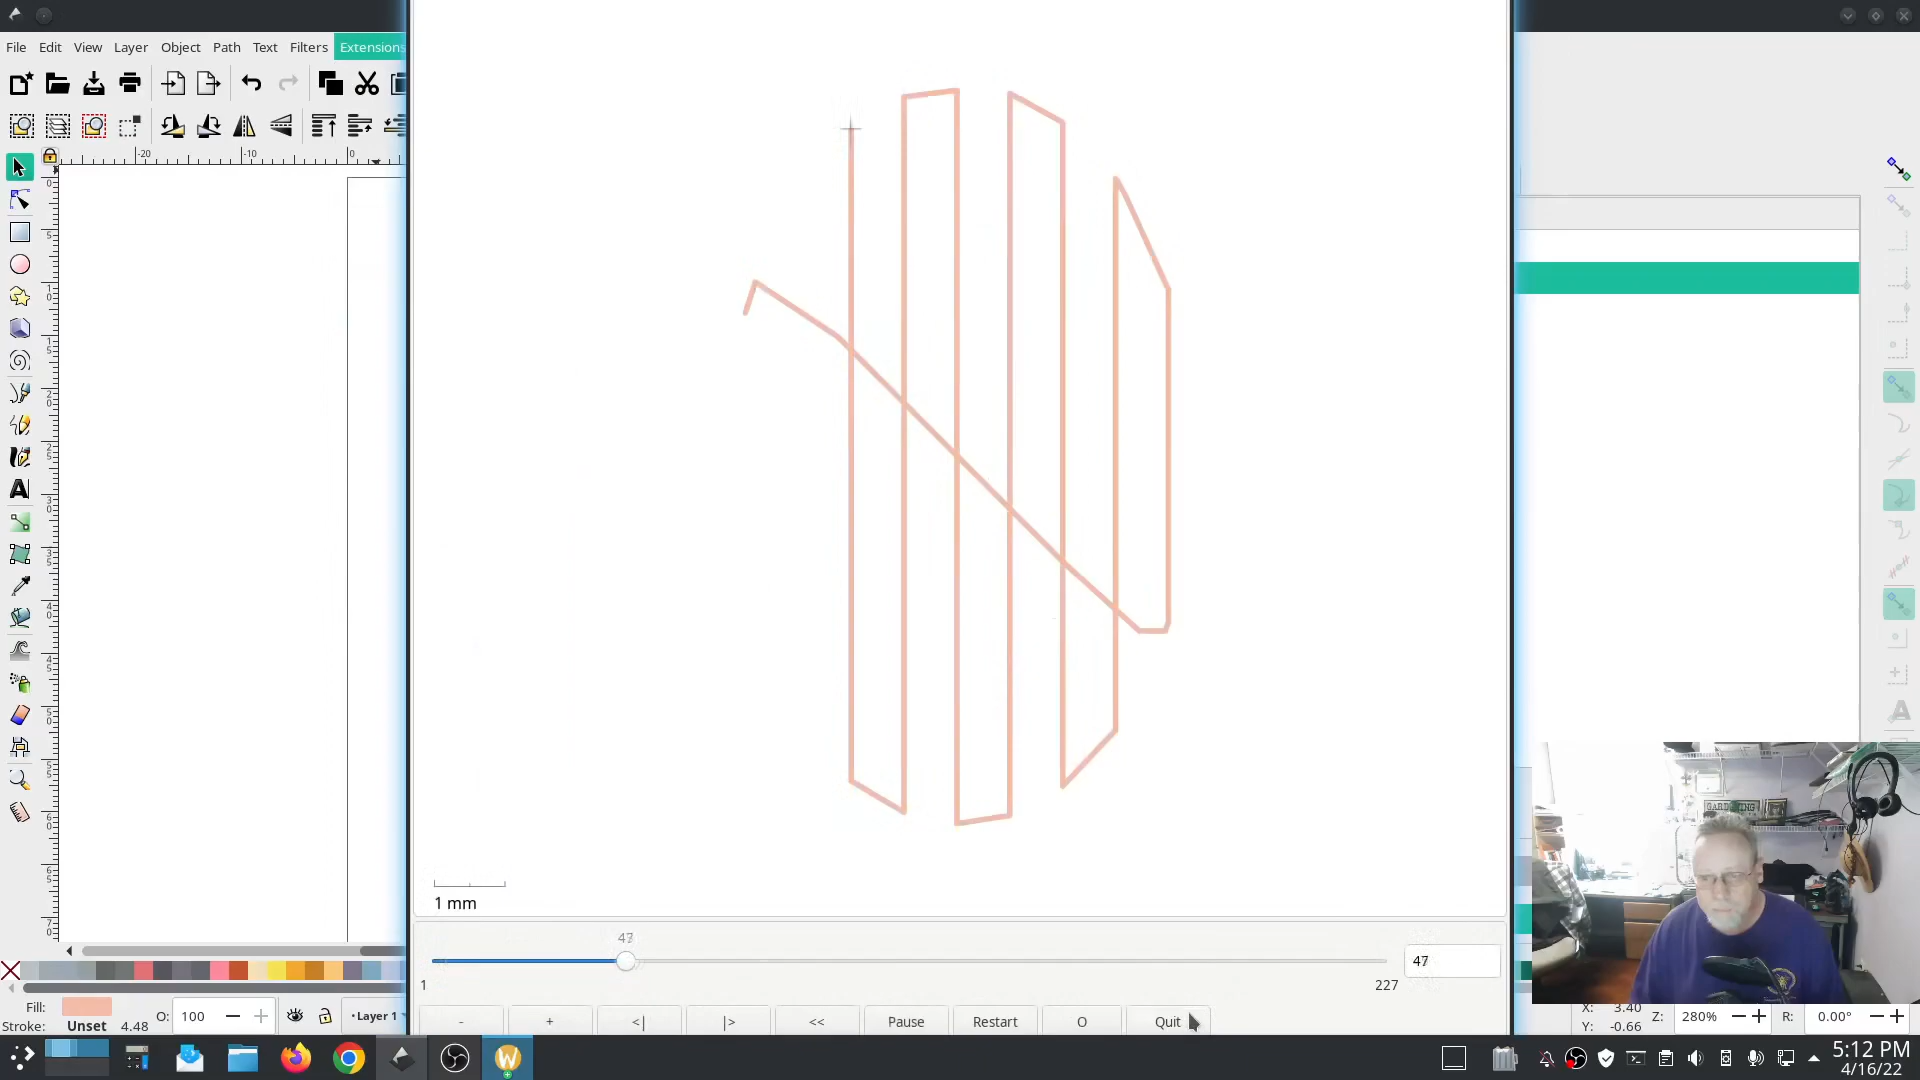 File Edit View Layer Object Path Text Filters Extensions
-20 -10 0
1 mm
47
47
1 227
- + <| |> << Pause Restart O Quit
Fill:
Stroke: Unset 4.48
O: 100
•Layer 1
X: 3.40
Y: -0.66
Z: 280%
R: 0.00°
GARDENING
5:12 PM
4/16/22